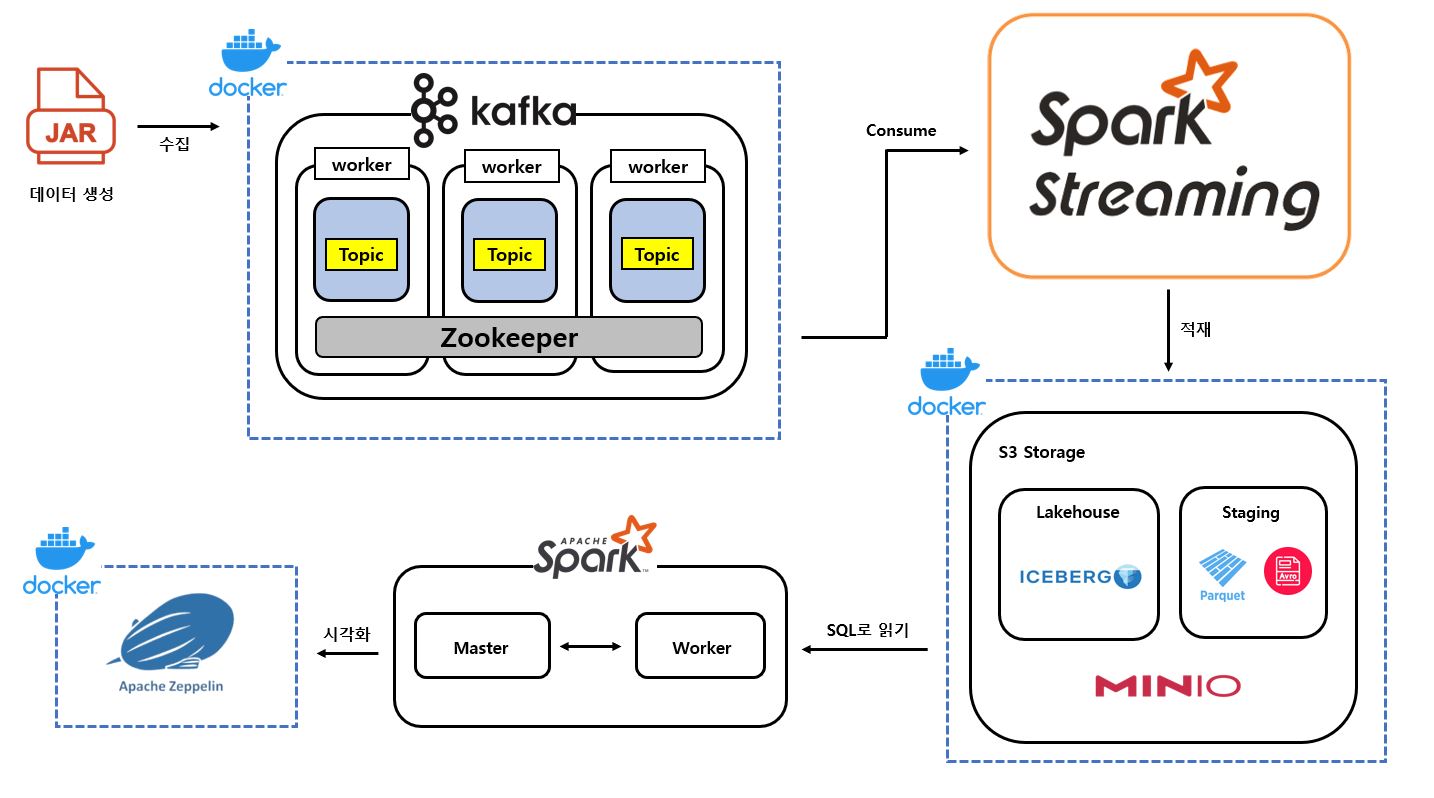 docker
JAR
수집
데이터 생성
kafka
worker
worker
worker
Topic
Topic
Topic
Zookeeper
Consume
Spark
Streaming
적재
docker
S3 Storage
Lakehouse
ICEBERG
Staging
Parquet
Avro
MINIO
SQL로 읽기
APACHE
Spark
TM
Master
Worker
시각화
docker
Apache Zeppelin